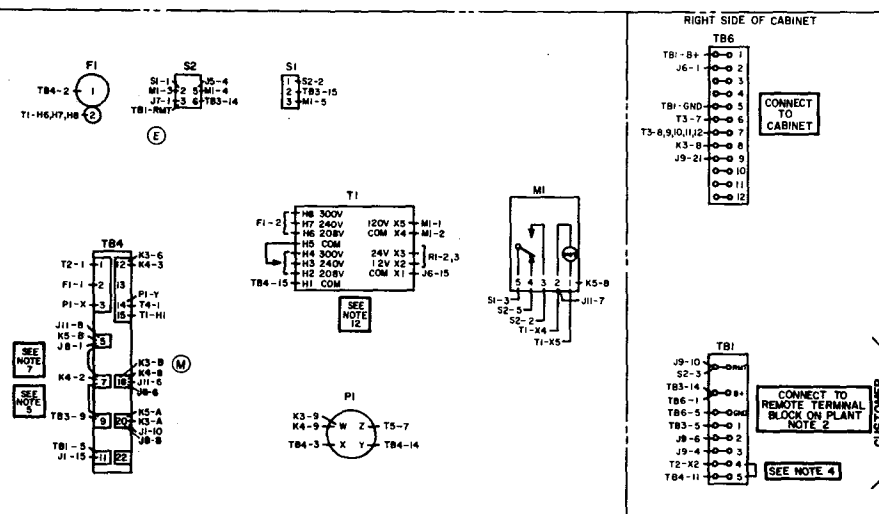 RIGHT SIDE OF CABINET
TB6
TB1-B+ 1
J6-1 2
3
4
TB1-GND 5
T3-7 6
T3-8,9,10,11,12 7
K3-B 8
J9-21 9
10
11
12
CONNECT
TO
CABINET
F1
TB4-2 1
T1-H6,H7,H8 2
S2
S1-1 J5-4
M1-3 2 5 M1-4
J7-1 3 6 TB3-14
TB1-RMT
E
S1
1 S2-2
2 TB3-15
3 M1-5
T1
H8 300V
F1-2 H7 240V 120V X5 M1-1
H6 208V COM X4 M1-2
H5 COM
H4 300V 24V X3 R1-2,3
H3 240V 12V X2
H2 208V COM X1 J6-15
TB4-15 H1 COM
SEE
NOTE
12
M1
5 4 3 2 1 K5-B
S1-3 J11-7
S2-5
S2-2
T1-X4
T1-X5
TB4
K3-6
T2-1 1 12 K4-3
F1-1 2 13
P1-Y
P1-X 3 14 T4-1
15 T1-H1
J11-B
K5-B 5
J8-1
SEE
NOTE
7
M
K3-B
K4-B
K4-2 7 18 J11-6
J8-6
SEE
NOTE
5
K5-A
TB3-9 9 20 K3-A
J1-10
J8-8
TB1-5
J1-15 11 22
P1
K3-9
K4-9 W Z T5-7
TB4-3 X Y TB4-14
TB1
J9-10 RMT
S2-3
TB3-14 B+
TB6-1
TB6-5 GND
TB3-5 1
J9-6 2
J9-4 3
T2-X2 4
TB4-11 5
CONNECT TO
REMOTE TERMINAL
BLOCK ON PLANT
NOTE 2
SEE NOTE 4
CUSTOMER